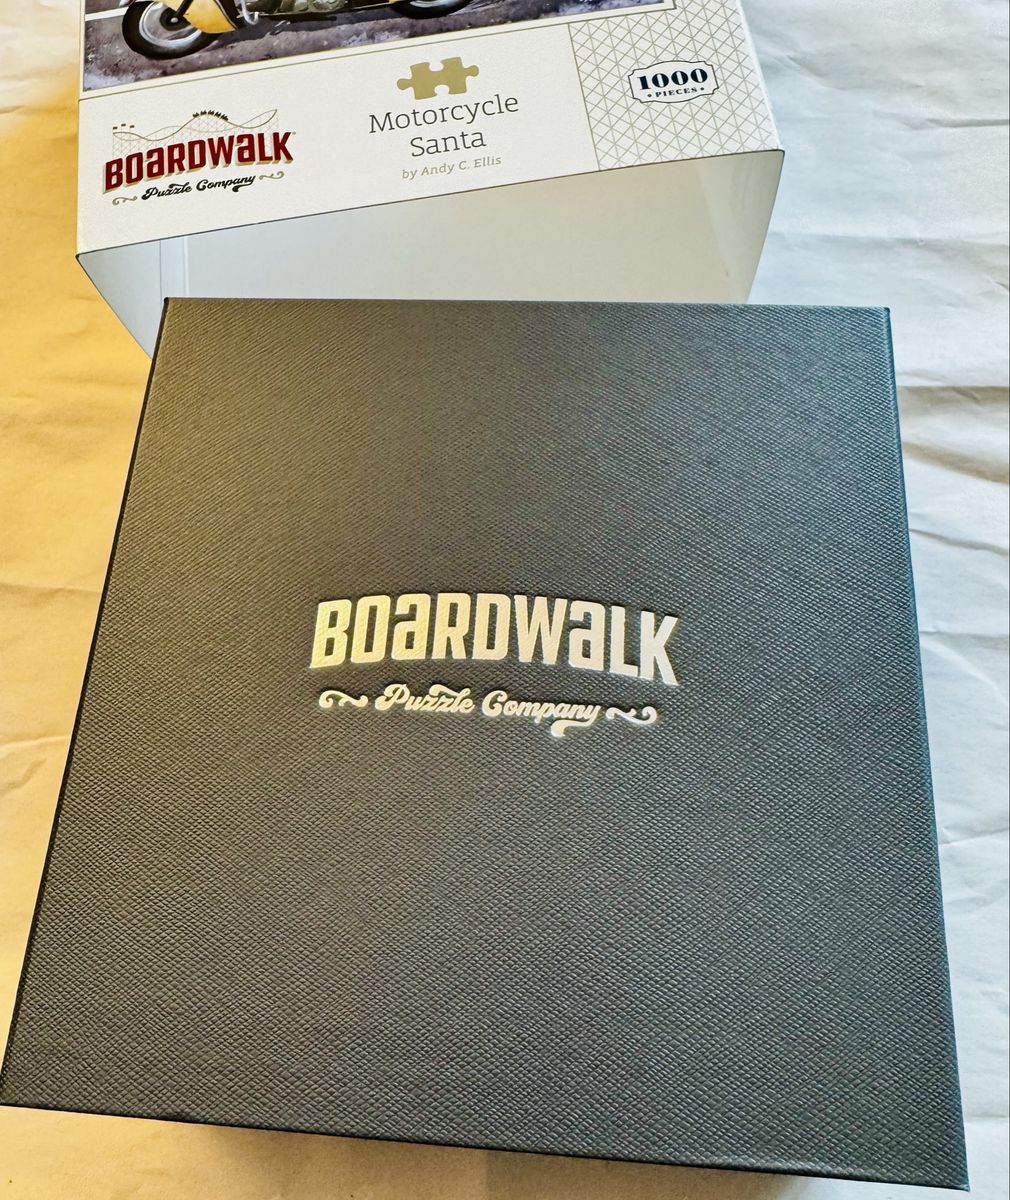 1000
• PIECES •
Motorcycle
Santa
by Andy C. Ellis
BOARDWALK®
Puzzle Company
BOARDWALK
Puzzle Company